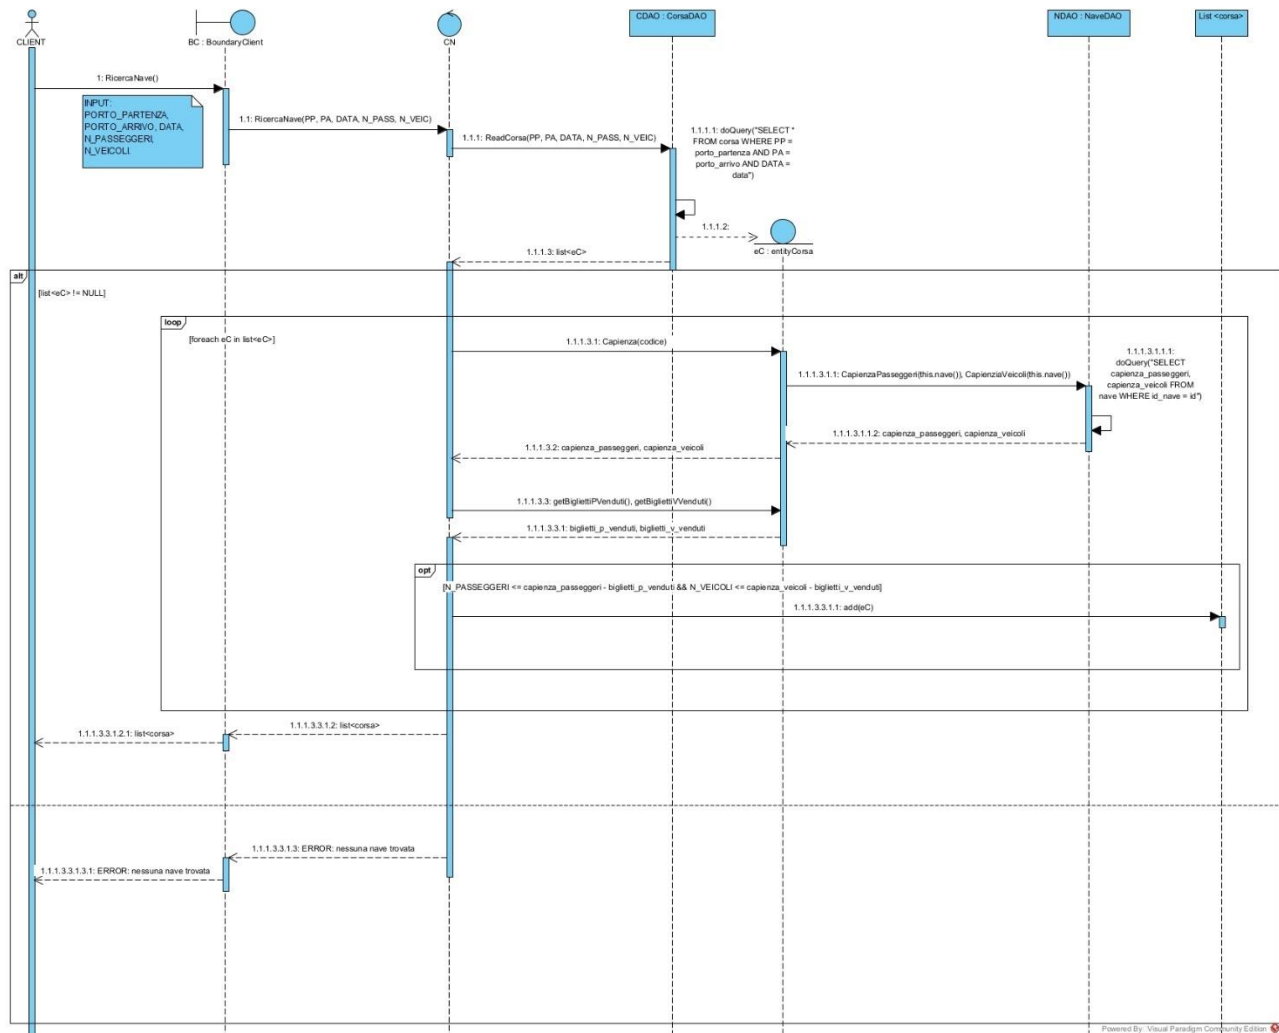 CLIENT
BC : BoundaryClient
CN
CDAO : CorsaDAO
NDAO : NaveDAO
List <corsa>
1: RicercaNave()
INPUT:
PORTO_PARTENZA,
PORTO_ARRIVO, DATA,
N_PASSEGGERI,
N_VEICOLI.
1.1: RicercaNave(PP, PA, DATA, N_PASS, N_VEIC)
1.1.1: ReadCorsa(PP, PA, DATA, N_PASS, N_VEIC)
1.1.1.1: doQuery("SELECT *
FROM corsa WHERE PP =
porto_partenza AND PA =
porto_arrivo AND DATA =
data")
1.1.1.2:
eC : entityCorsa
1.1.1.3: list<eC>
alt
[list<eC> != NULL]
loop
[foreach eC in list<eC>]
1.1.1.3.1: Capienza(codice)
1.1.1.3.1.1: CapienzaPasseggeri(this.nave()), CapienziaVeicoli(this.nave())
1.1.1.3.1.1.1:
doQuery("SELECT
capienza_passeggeri,
capienza_veicoli FROM
nave WHERE id_nave = id")
1.1.1.3.1.1.2: capienza_passeggeri, capienza_veicoli
1.1.1.3.2: capienza_passeggeri, capienza_veicoli
1.1.1.3.3: getBigliettiPVenduti(), getBigliettiVVenduti()
1.1.1.3.3.1: biglietti_p_venduti, biglietti_v_venduti
opt
[N_PASSEGGERI <= capienza_passeggeri - biglietti_p_venduti && N_VEICOLI <= capienza_veicoli - biglietti_v_venduti]
1.1.1.3.3.1.1: add(eC)
1.1.1.3.3.1.2: list<corsa>
1.1.1.3.3.1.2.1: list<corsa>
1.1.1.3.3.1.3: ERROR: nessuna nave trovata
1.1.1.3.3.1.3.1: ERROR: nessuna nave trovata
Powered By: Visual Paradigm Community Edition